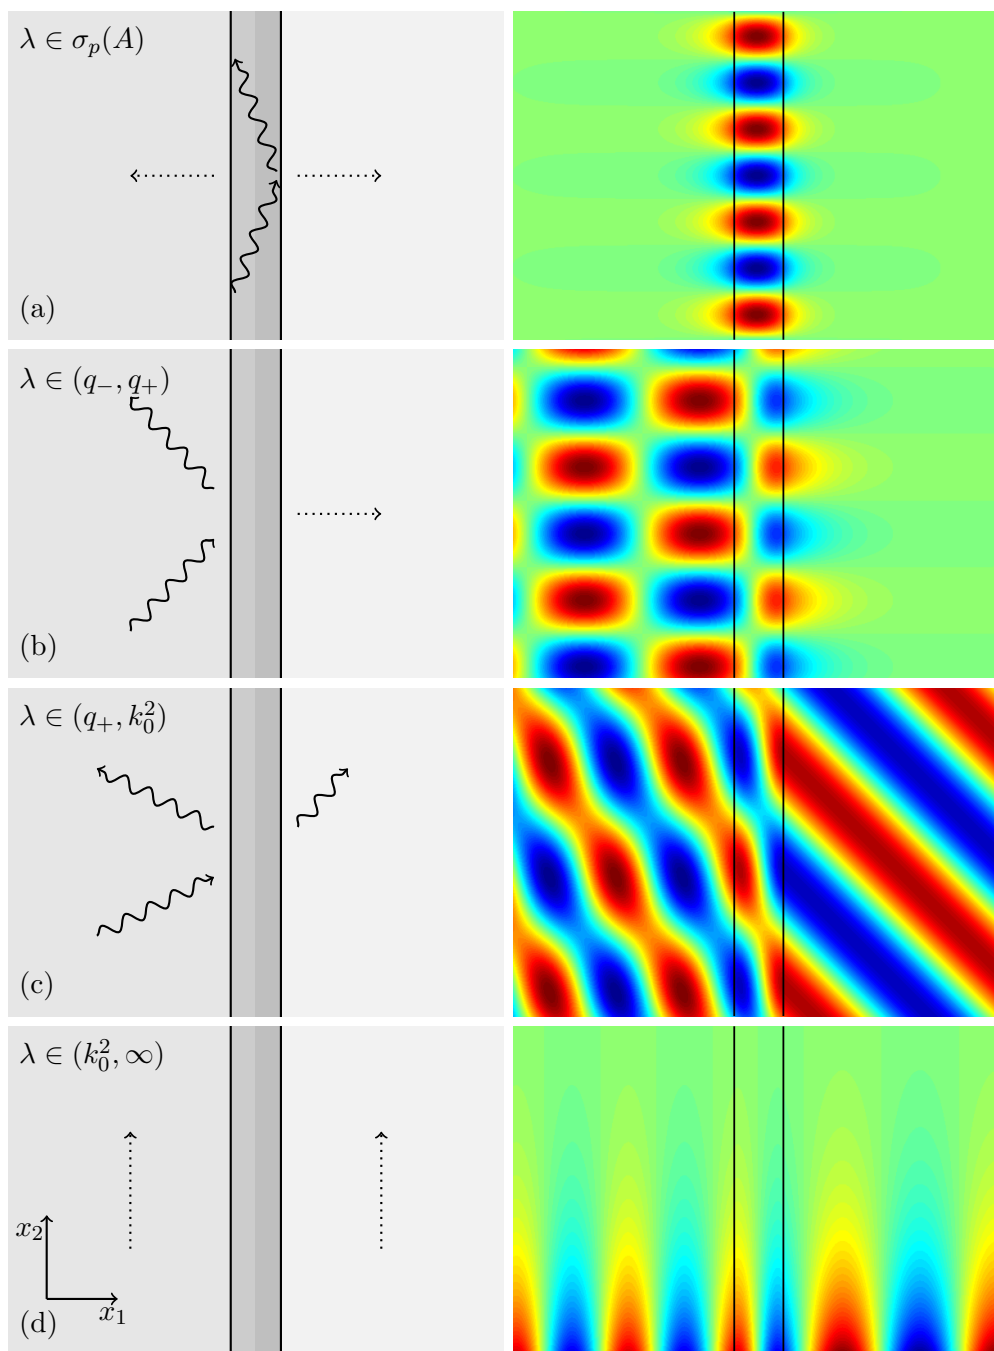 λ ∈ σ_p(A)
(a)
λ ∈ (q_−, q_+)
(b)
λ ∈ (q_+, k_0^2)
(c)
λ ∈ (k_0^2, ∞)
x_2
x_1
(d)